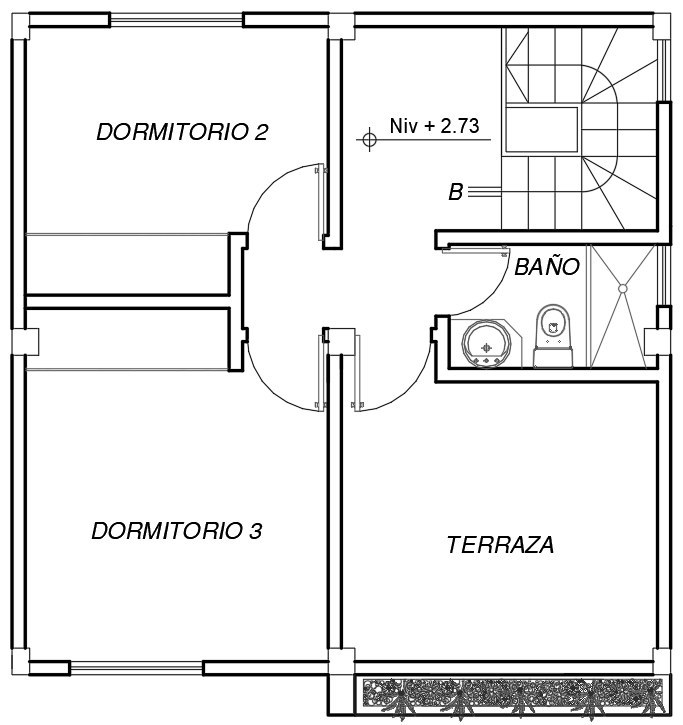 DORMITORIO 2
Niv + 2.73
B
BAÑO
DORMITORIO 3
TERRAZA